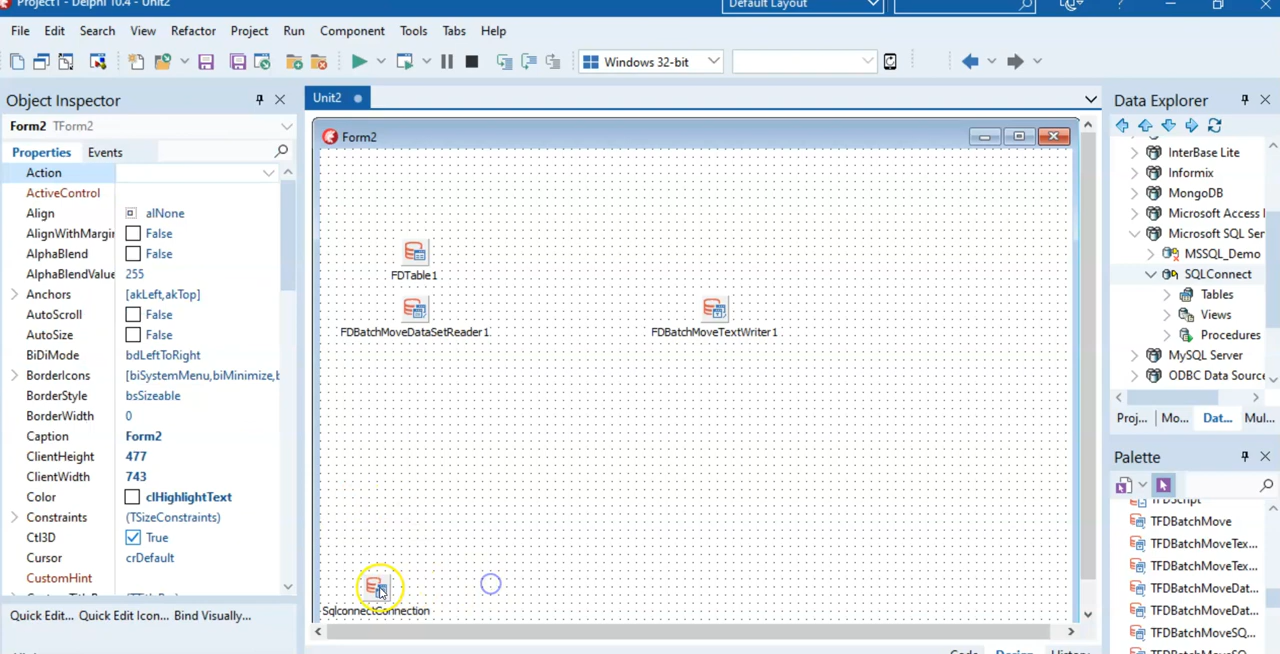 Project1 - Delphi 10.4 - Unit2
Default Layout
File Edit Search View Refactor Project Run Component Tools Tabs Help
Windows 32-bit
Object Inspector
Form2 TForm2
Properties Events
Action
ActiveControl
Align alNone
AlignWithMargin False
AlphaBlend False
AlphaBlendValue 255
Anchors [akLeft,akTop]
AutoScroll False
AutoSize False
BiDiMode bdLeftToRight
BorderIcons [biSystemMenu,biMinimize,b
BorderStyle bsSizeable
BorderWidth 0
Caption Form2
ClientHeight 477
ClientWidth 743
Color clHighlightText
Constraints (TSizeConstraints)
Ctl3D True
Cursor crDefault
CustomHint
Quick Edit... Quick Edit Icon... Bind Visually...
Unit2
Form2
FDTable1
FDBatchMoveDataSetReader1
FDBatchMoveTextWriter1
SqlconnectConnection
Code Design History
Data Explorer
InterBase Lite
Informix
MongoDB
Microsoft Access
Microsoft SQL Ser
MSSQL_Demo
SQLConnect
Tables
Views
Procedures
MySQL Server
ODBC Data Source
Proj... Mo... Dat... Mul...
Palette
TFDScript
TFDBatchMove
TFDBatchMoveTex...
TFDBatchMoveTex...
TFDBatchMoveDat...
TFDBatchMoveDat...
TFDBatchMoveSQ...